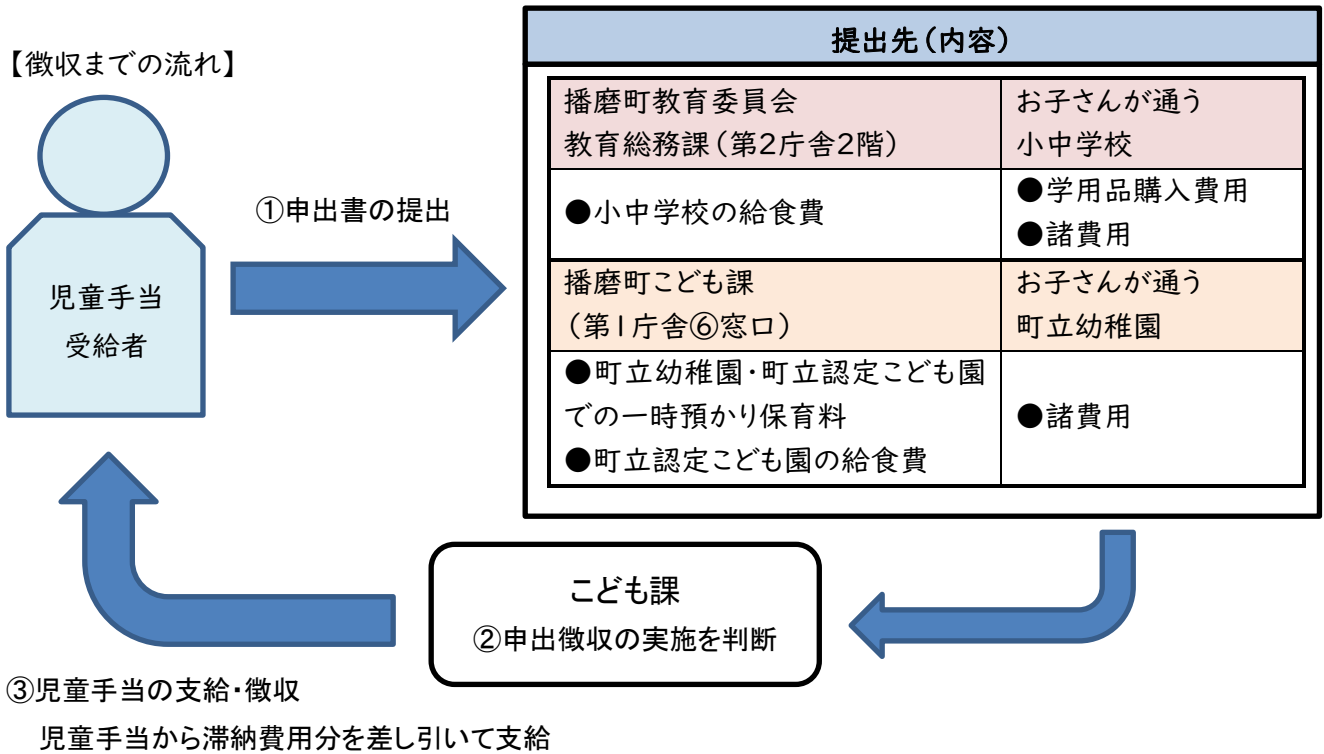 【徴収までの流れ】
児童手当
受給者
①申出書の提出
提出先(内容)
播磨町教育委員会
教育総務課(第2庁舎2階)
お子さんが通う
小中学校
●小中学校の給食費
●学用品購入費用
●諸費用
播磨町こども課
(第1庁舎⑥窓口)
お子さんが通う
町立幼稚園
●町立幼稚園・町立認定こども園
での一時預かり保育料
●町立認定こども園の給食費
●諸費用
こども課
②申出徴収の実施を判断
③児童手当の支給・徴収
児童手当から滞納費用分を差し引いて支給